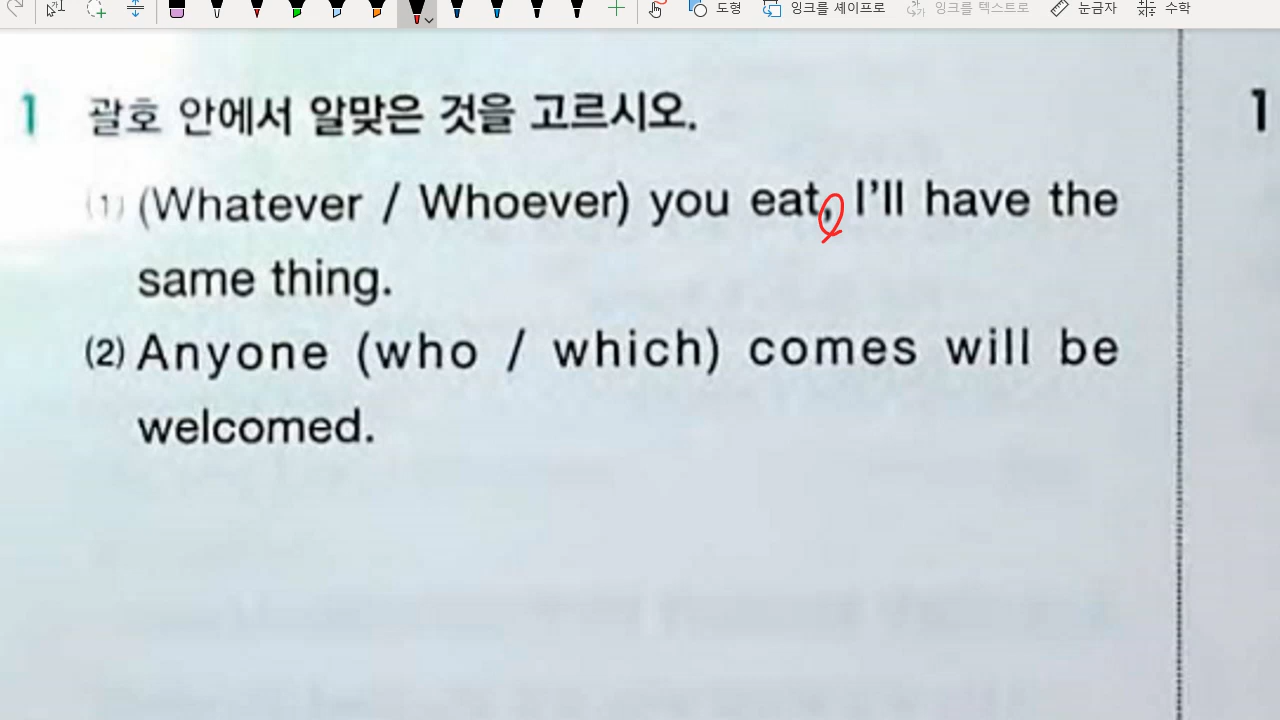 도형 잉크를 셰이프로 잉크를 텍스트로 눈금자 수학
1 괄호 안에서 알맞은 것을 고르시오.
(1) (Whatever / Whoever) you eat, I'll have the
same thing.
(2) Anyone (who / which) comes will be
welcomed.
1